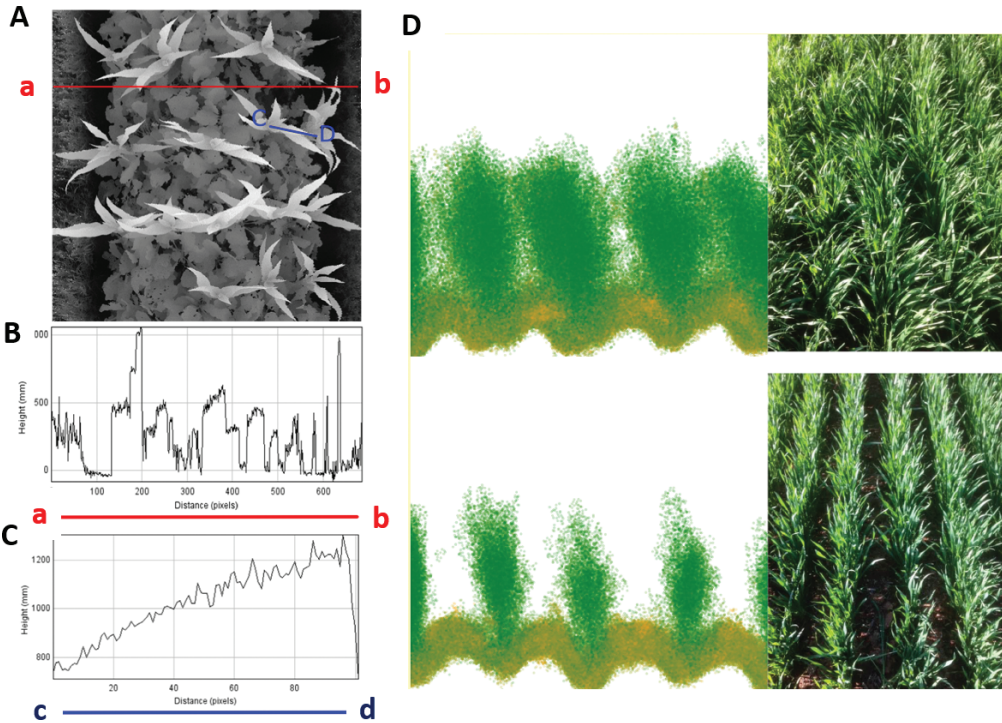 A
a
b
C
D
B
000
500
0
Height (mm)
100
200
300
400
500
600
Distance (pixels)
a
b
C
1200
1000
800
Height (mm)
20
40
60
80
Distance (pixels)
c
d
D